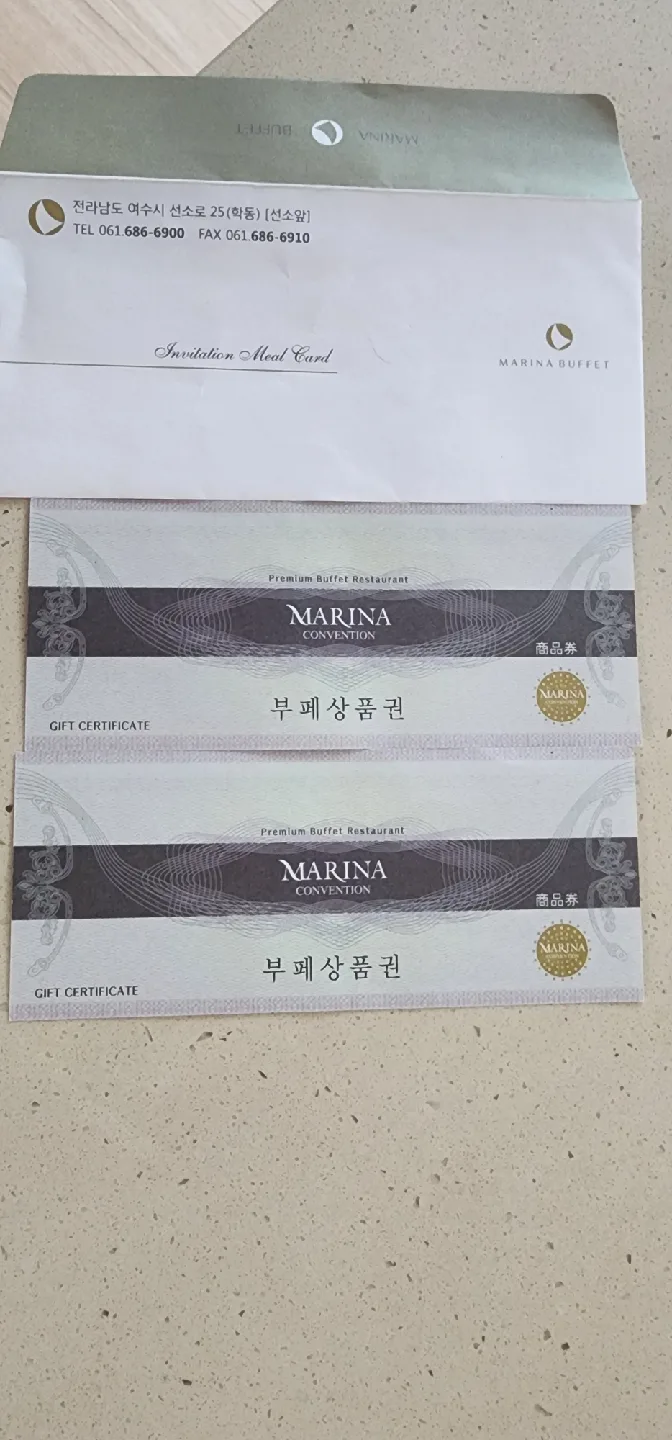 MARINA BUFFET
전라남도 여수시 선소로 25(학동) [선소앞]
TEL 061.686-6900 FAX 061.686-6910
Invitation Meal Card
MARINA BUFFET
Premium Buffet Restaurant
MARINA
CONVENTION
商品券
MARINA
부페상품권
GIFT CERTIFICATE
Premium Buffet Restaurant
MARINA
CONVENTION
商品券
MARINA
부페상품권
GIFT CERTIFICATE